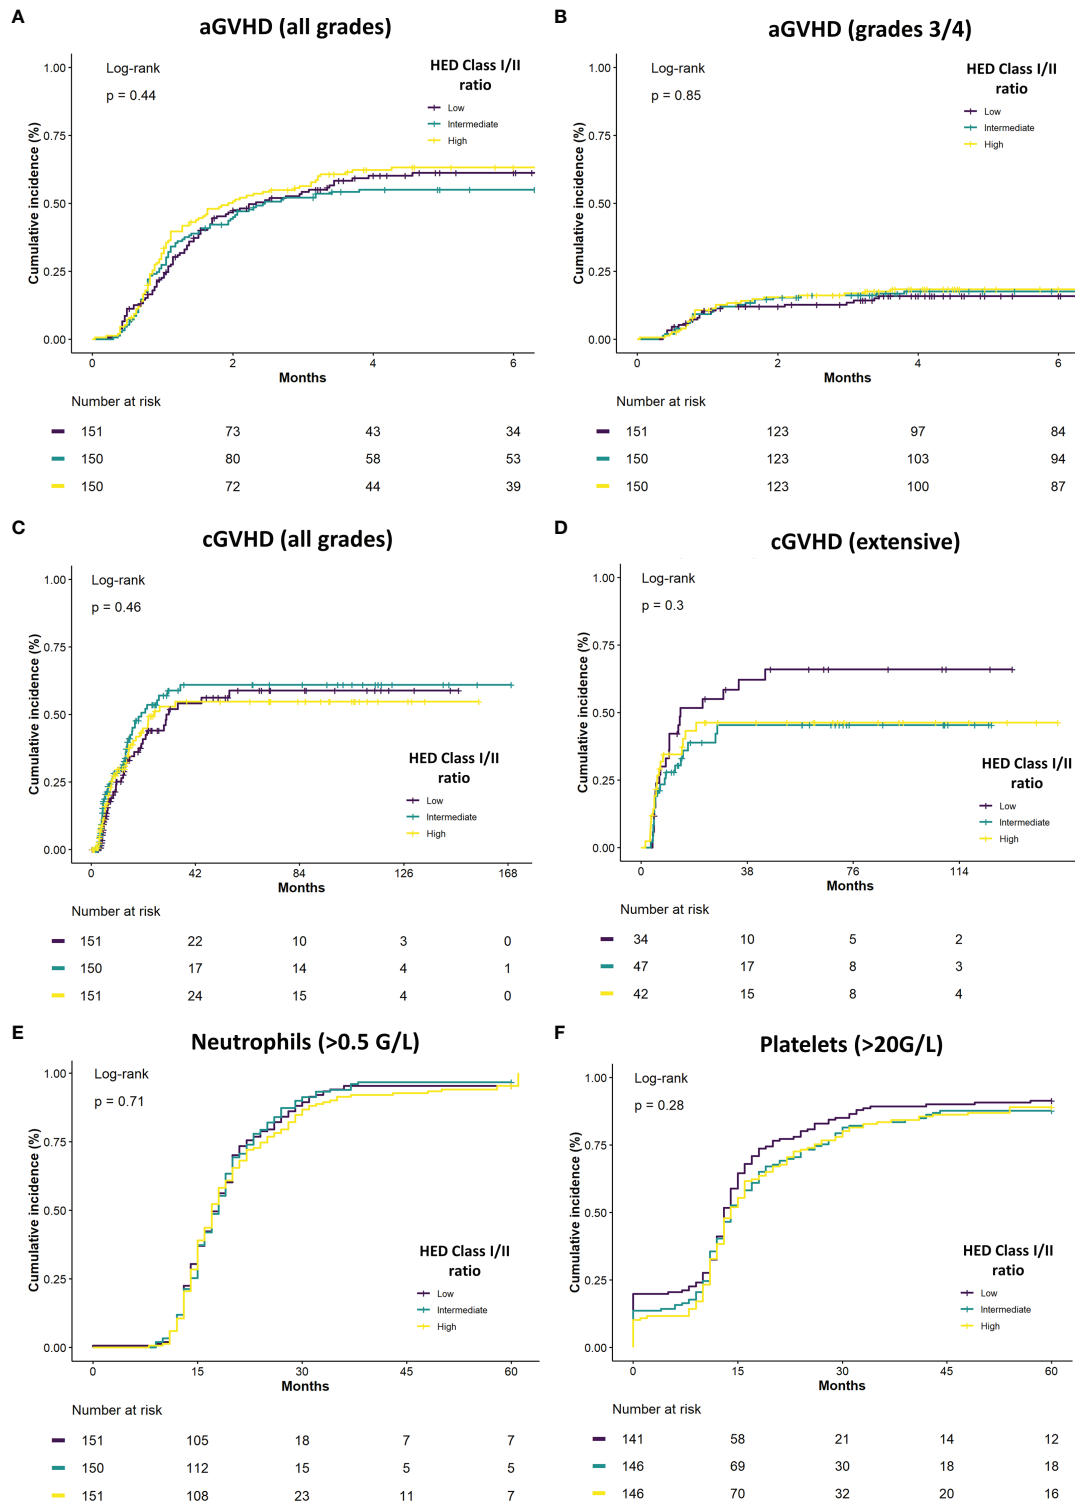 A
aGVHD (all grades)
Log-rank
p = 0.44
HED Class I/II
ratio
Low
Intermediate
High
Cumulative incidence (%)
1.00
0.75
0.50
0.25
0.00
0 2 4 6
Months
Number at risk
151 73 43 34
150 80 58 53
150 72 44 39
B
aGVHD (grades 3/4)
Log-rank
p = 0.85
HED Class I/II
ratio
Low
Intermediate
High
Cumulative incidence (%)
1.00
0.75
0.50
0.25
0.00
0 2 4 6
Months
Number at risk
151 123 97 84
150 123 103 94
150 123 100 87
C
cGVHD (all grades)
Log-rank
p = 0.46
HED Class I/II
ratio
Low
Intermediate
High
Cumulative incidence (%)
1.00
0.75
0.50
0.25
0.00
0 42 84 126 168
Months
Number at risk
151 22 10 3 0
150 17 14 4 1
151 24 15 4 0
D
cGVHD (extensive)
Log-rank
p = 0.3
HED Class I/II
ratio
Low
Intermediate
High
Cumulative incidence (%)
1.00
0.75
0.50
0.25
0.00
0 38 76 114
Months
Number at risk
34 10 5 2
47 17 8 3
42 15 8 4
E
Neutrophils (>0.5 G/L)
Log-rank
p = 0.71
HED Class I/II
ratio
Low
Intermediate
High
Cumulative incidence (%)
1.00
0.75
0.50
0.25
0.00
0 15 30 45 60
Months
Number at risk
151 105 18 7 7
150 112 15 5 5
151 108 23 11 7
F
Platelets (>20G/L)
Log-rank
p = 0.28
HED Class I/II
ratio
Low
Intermediate
High
Cumulative incidence (%)
1.00
0.75
0.50
0.25
0.00
0 15 30 45 60
Months
Number at risk
141 58 21 14 12
146 69 30 18 18
146 70 32 20 16